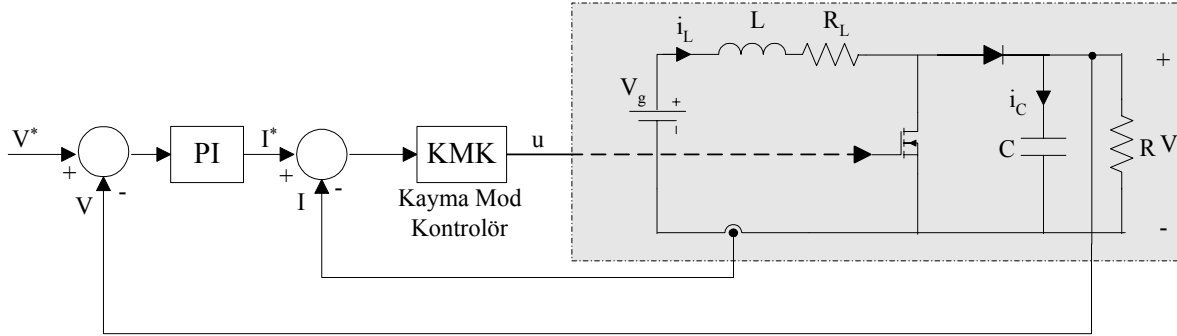 V*
+
-
V
PI
I*
+
-
I
KMK
Kayma Mod
Kontrolör
u
V_g
+
-
i_L
L
R_L
i_C
C
R
+
V
-